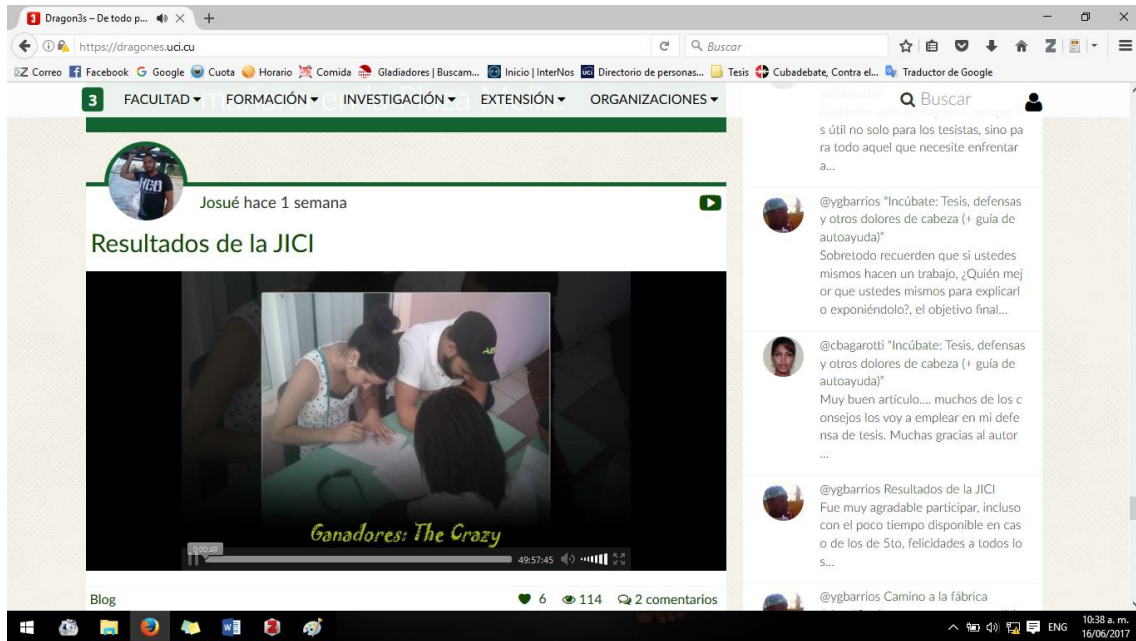 Dragon3s – De todo p...
https://dragones.uci.cu
Buscar
Correo Facebook Google Cuota Horario Comida Gladiadores | Buscam... Inicio | InterNos Directorio de personas... Tesis Cubadebate, Contra el... Traductor de Google
3 FACULTAD FORMACIÓN INVESTIGACIÓN EXTENSIÓN ORGANIZACIONES
Buscar
Josué hace 1 semana
Resultados de la JICI
Ganadores: The Crazy
0:00:49
49:57:45
Blog
6 114 2 comentarios
s útil no solo para los tesistas, sino pa
ra todo aquel que necesite enfrentar
a...
@ygbarrios "Incúbate: Tesis, defensas
y otros dolores de cabeza (+ guía de
autoayuda)"
Sobretodo recuerden que si ustedes
mismos hacen un trabajo, ¿Quién mej
or que ustedes mismos para explicarl
o exponiéndolo?, el objetivo final...
@cbagarotti "Incúbate: Tesis, defensas
y otros dolores de cabeza (+ guía de
autoayuda)"
Muy buen artículo.... muchos de los c
onsejos los voy a emplear en mi defe
nsa de tesis. Muchas gracias al autor
...
@ygbarrios Resultados de la JICI
Fue muy agradable participar, incluso
con el poco tiempo disponible en cas
o de los de 5to, felicidades a todos lo
s...
@ygbarrios Camino a la fábrica
ENG
10:38 a. m.
16/06/2017